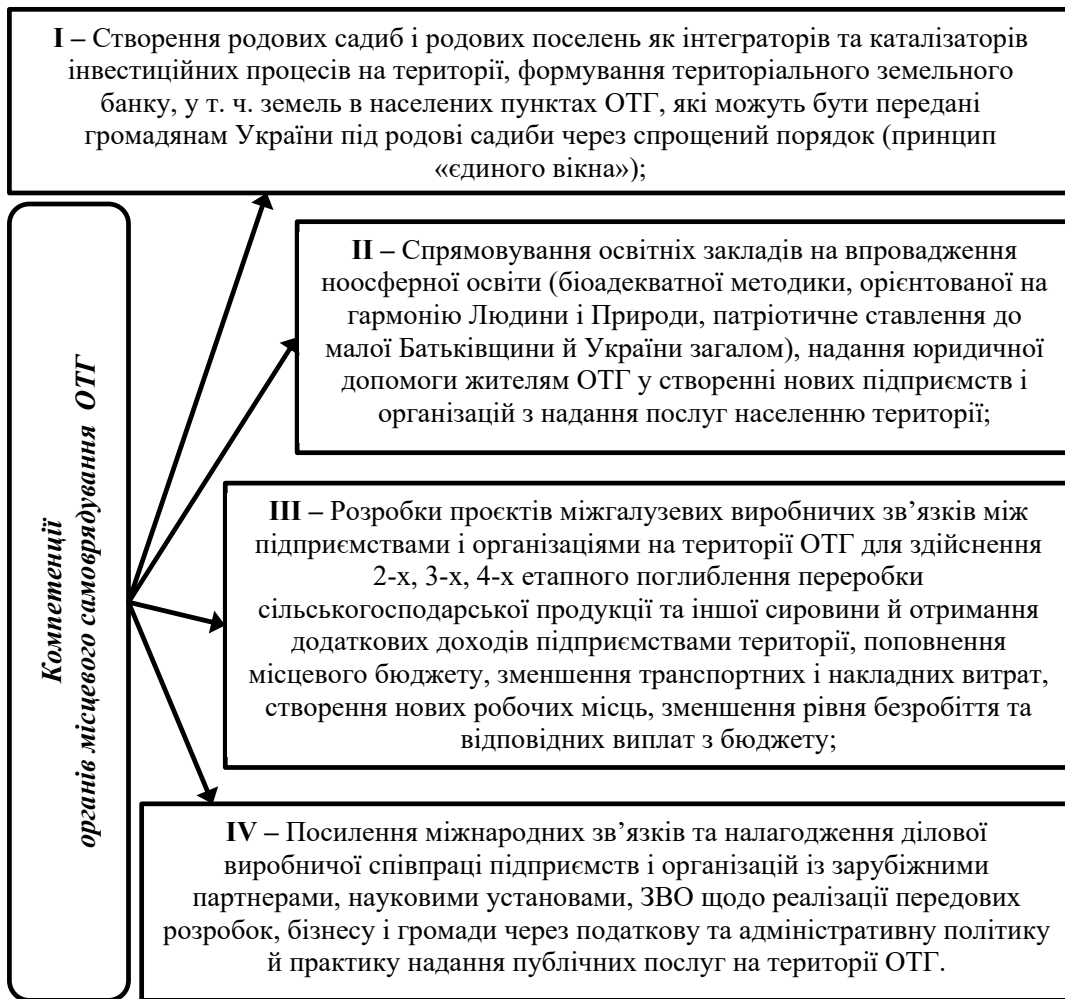 I – Створення родових садиб і родових поселень як інтеграторів та каталізаторів
інвестиційних процесів на території, формування територіального земельного
банку, у т. ч. земель в населених пунктах ОТГ, які можуть бути передані
громадянам України під родові садиби через спрощений порядок (принцип
«єдиного вікна»);
Компетенції
органів місцевого самоврядування ОТГ
II – Спрямовування освітніх закладів на впровадження
ноосферної освіти (біоадекватної методики, орієнтованої на
гармонію Людини і Природи, патріотичне ставлення до
малої Батьківщини й України загалом), надання юридичної
допомоги жителям ОТГ у створенні нових підприємств і
організацій з надання послуг населенню території;
III – Розробки проєктів міжгалузевих виробничих зв’язків між
підприємствами і організаціями на території ОТГ для здійснення
2-х, 3-х, 4-х етапного поглиблення переробки
сільськогосподарської продукції та іншої сировини й отримання
додаткових доходів підприємствами території, поповнення
місцевого бюджету, зменшення транспортних і накладних витрат,
створення нових робочих місць, зменшення рівня безробіття та
відповідних виплат з бюджету;
IV – Посилення міжнародних зв’язків та налагодження ділової
виробничої співпраці підприємств і організацій із зарубіжними
партнерами, науковими установами, ЗВО щодо реалізації передових
розробок, бізнесу і громади через податкову та адміністративну політику
й практику надання публічних послуг на території ОТГ.